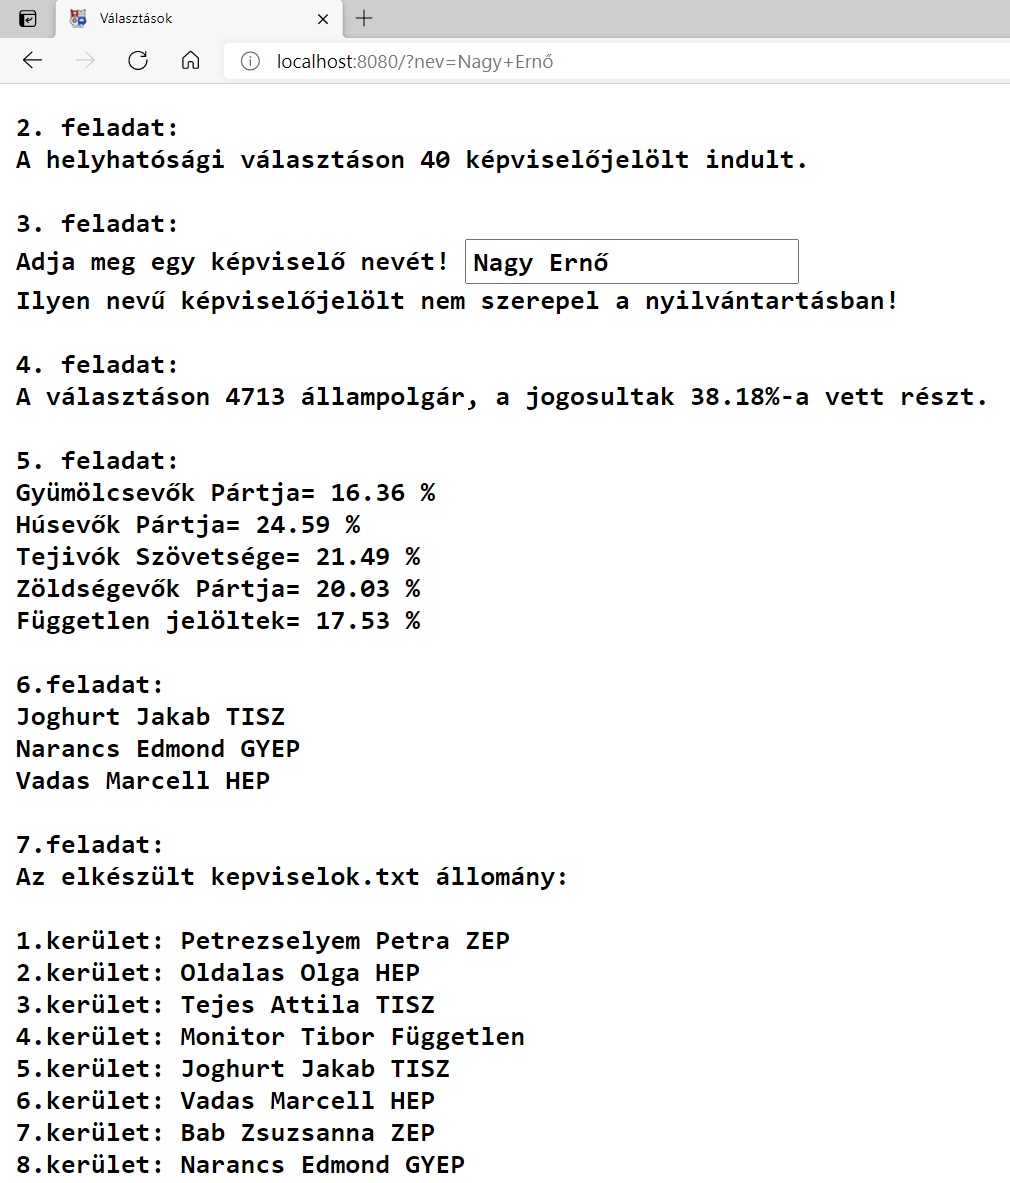 Választások
localhost:8080/?nev=Nagy+Ernő
2. feladat:
A helyhatósági választáson 40 képviselőjelölt indult.
3. feladat:
Adja meg egy képviselő nevét! Nagy Ernő
Ilyen nevű képviselőjelölt nem szerepel a nyilvántartásban!
4. feladat:
A választáson 4713 állampolgár, a jogosultak 38.18%-a vett részt.
5. feladat:
Gyümölcsevők Pártja= 16.36 %
Húsevők Pártja= 24.59 %
Tejivók Szövetsége= 21.49 %
Zöldségevők Pártja= 20.03 %
Független jelöltek= 17.53 %
6.feladat:
Joghurt Jakab TISZ
Narancs Edmond GYEP
Vadas Marcell HEP
7.feladat:
Az elkészült kepviselok.txt állomány:
1.kerület: Petrezselyem Petra ZEP
2.kerület: Oldalas Olga HEP
3.kerület: Tejes Attila TISZ
4.kerület: Monitor Tibor Független
5.kerület: Joghurt Jakab TISZ
6.kerület: Vadas Marcell HEP
7.kerület: Bab Zsuzsanna ZEP
8.kerület: Narancs Edmond GYEP